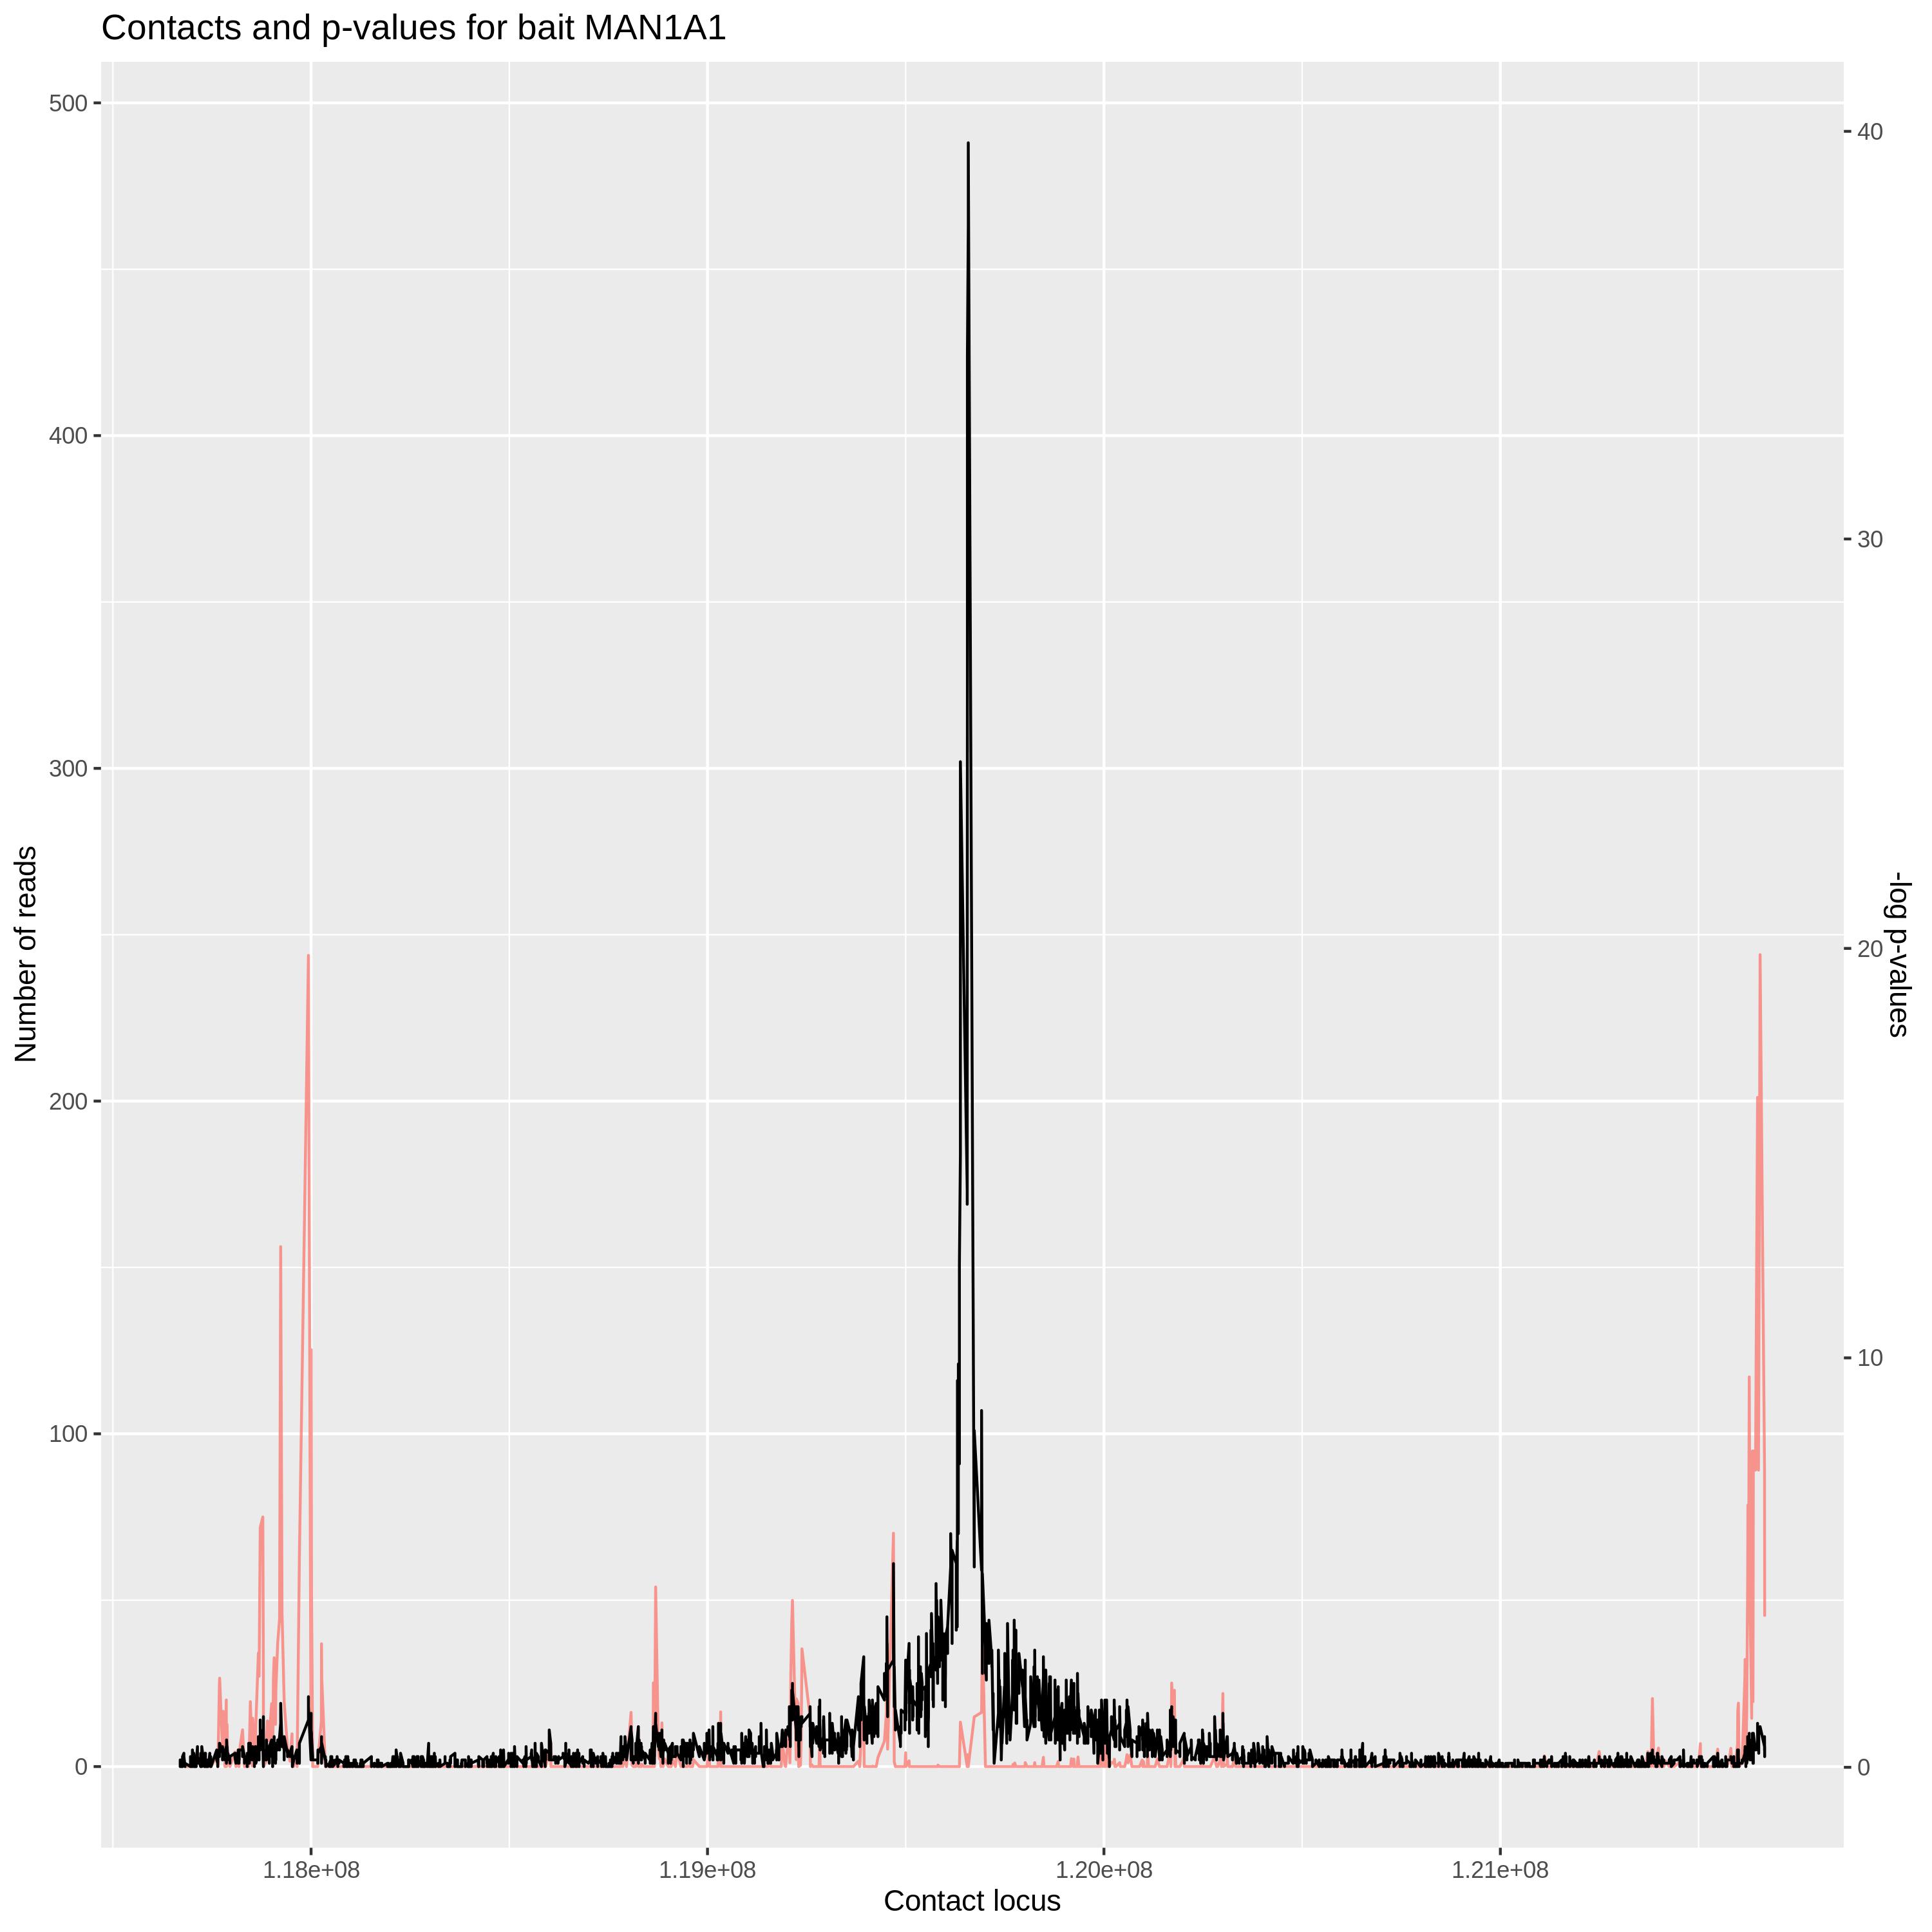 Contacts and p-values for bait MAN1A1
500
400
300
200
100
0
Number of reads
40
30
20
10
0
-log p-values
1.18e+08
1.19e+08
1.20e+08
1.21e+08
Contact locus